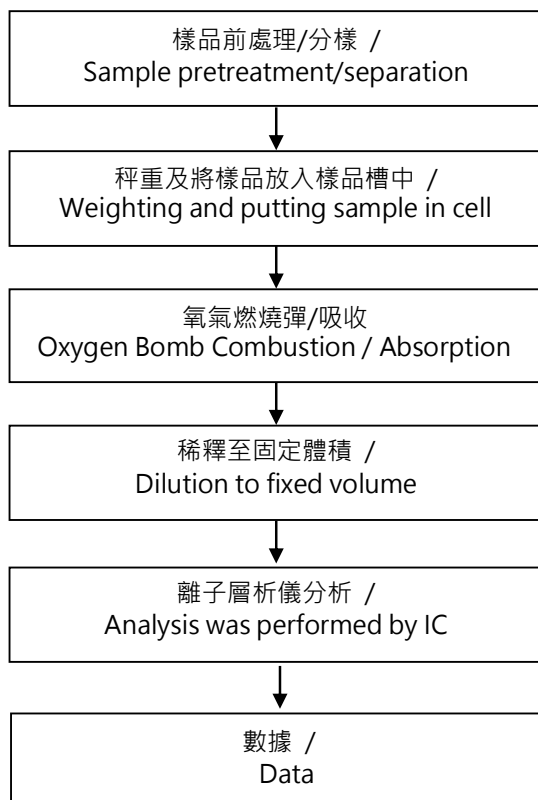 樣品前處理/分樣 /
Sample pretreatment/separation
秤重及將樣品放入樣品槽中 /
Weighting and putting sample in cell
氧氣燃燒彈/吸收
Oxygen Bomb Combustion / Absorption
稀釋至固定體積 /
Dilution to fixed volume
離子層析儀分析 /
Analysis was performed by IC
數據 /
Data